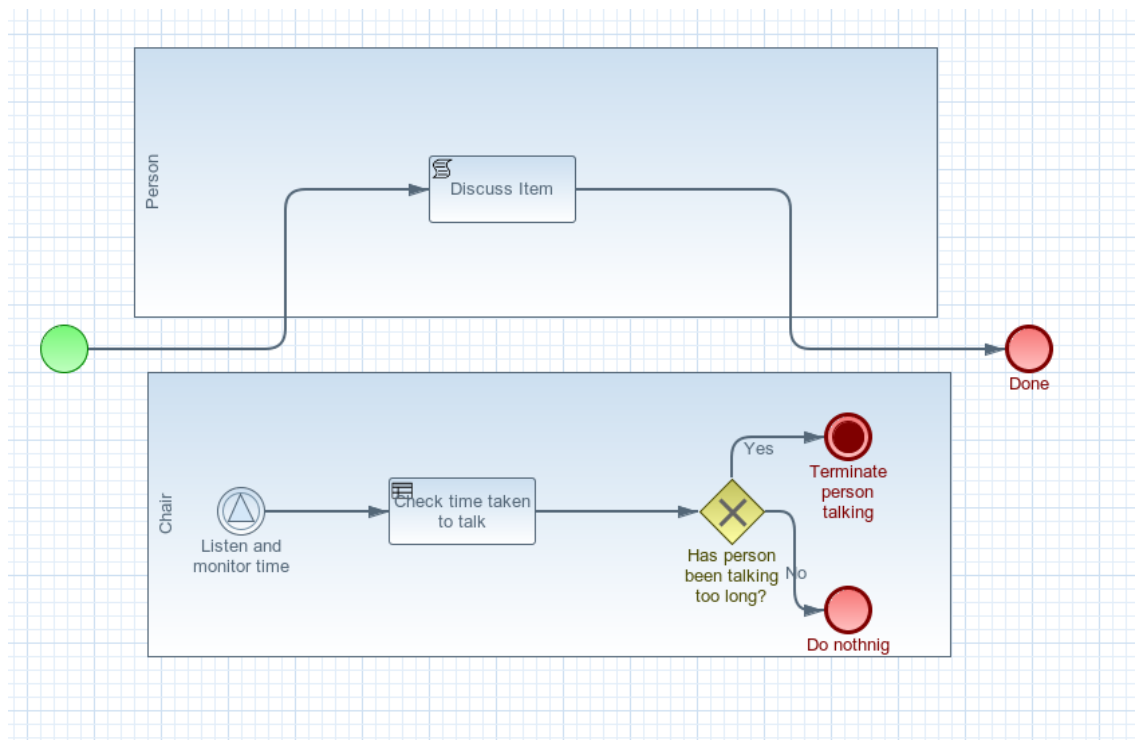 Person
Discuss Item
Done
Chair
Listen and
monitor time
Check time taken
to talk
Has person
been talking
too long?
Yes
No
Terminate
person
talking
Do nothnig